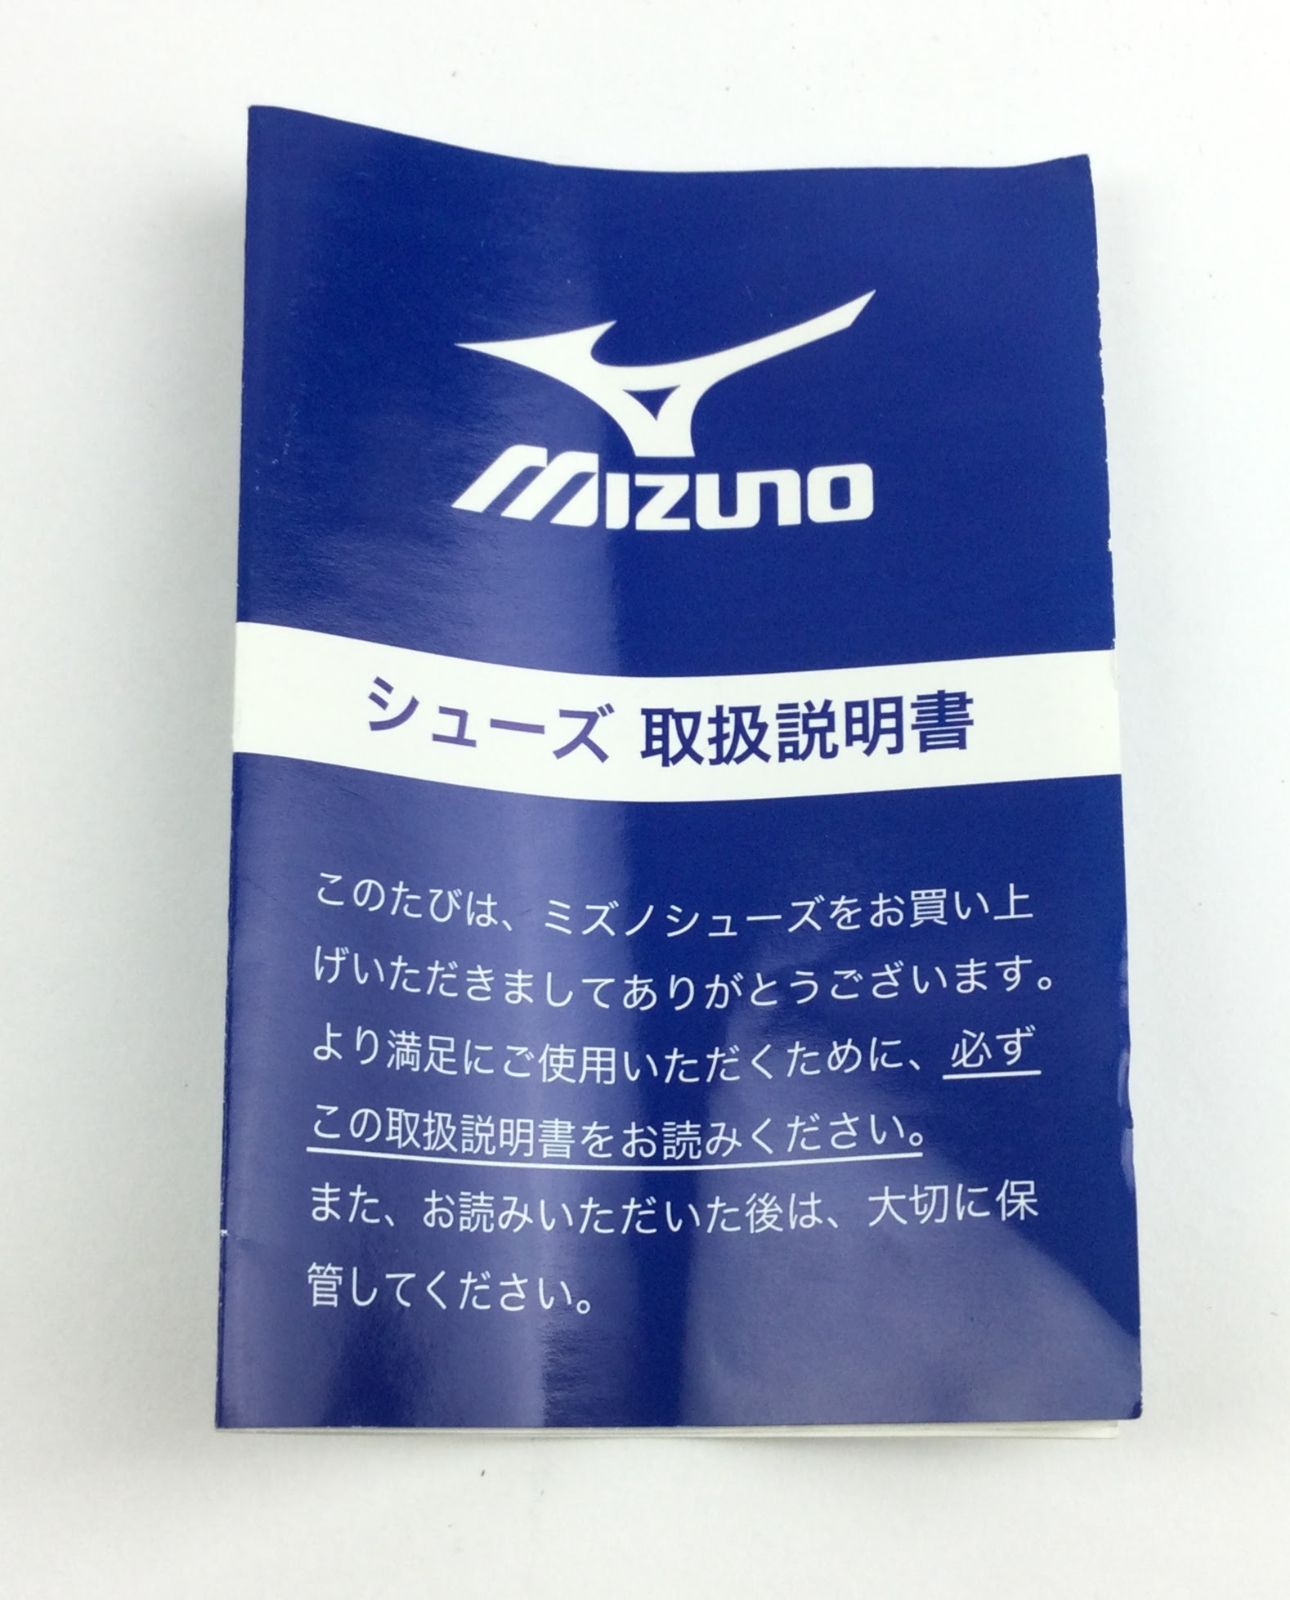 MIZUNO
シューズ 取扱説明書
このたびは、ミズノシューズをお買い上
げいただきましてありがとうございます。
より満足にご使用いただくために、必ず
この取扱説明書をお読みください。
また、お読みいただいた後は、大切に保
管してください。